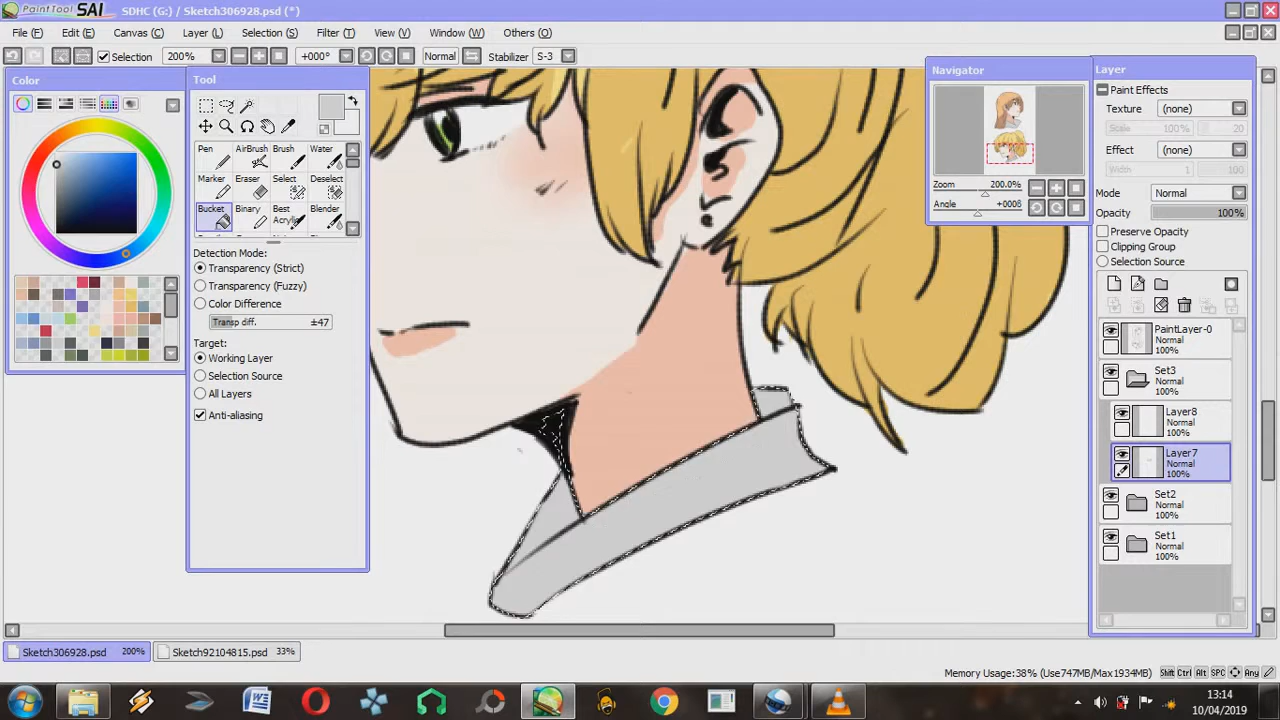 PaintTool SAI SDHC (G:) / Sketch306928.psd (*)
File (F) Edit (E) Canvas (C) Layer (L) Selection (S) Filter (T) View (V) Window (W) Others (O)
Selection 200% +000° Normal Stabilizer S-3
Color
Tool
Pen AirBrush Brush Water
Marker Eraser Select Deselect
Bucket Binary Best Acrylic Blender
Detection Mode:
Transparency (Strict)
Transparency (Fuzzy)
Color Difference
Transp diff. ±47
Target:
Working Layer
Selection Source
All Layers
Anti-aliasing
Navigator
Zoom 200.0%
Angle +000β
Layer
Paint Effects
Texture (none)
Scale 100% 20
Effect (none)
Width 1 100
Mode Normal
Opacity 100%
Preserve Opacity
Clipping Group
Selection Source
PaintLayer-0
Normal
100%
Set3
Normal
100%
Layer8
Normal
100%
Layer7
Normal
100%
Set2
Normal
100%
Set1
Normal
100%
Sketch306928.psd 200% Sketch92104815.psd 33%
Memory Usage:38% (Use747MB/Max1934MB) Shift Ctrl Alt SPC Any
13:14
10/04/2019